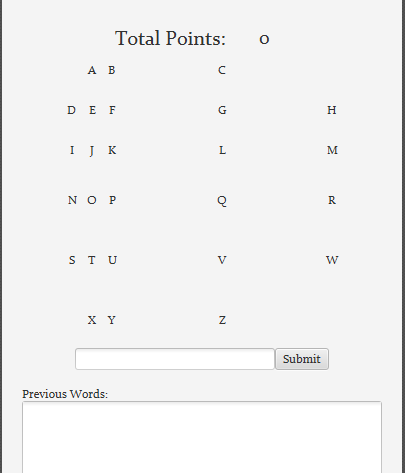 Total Points: 0
A B C
D E F G H
I J K L M
N O P Q R
S T U V W
X Y Z
Submit
Previous Words: